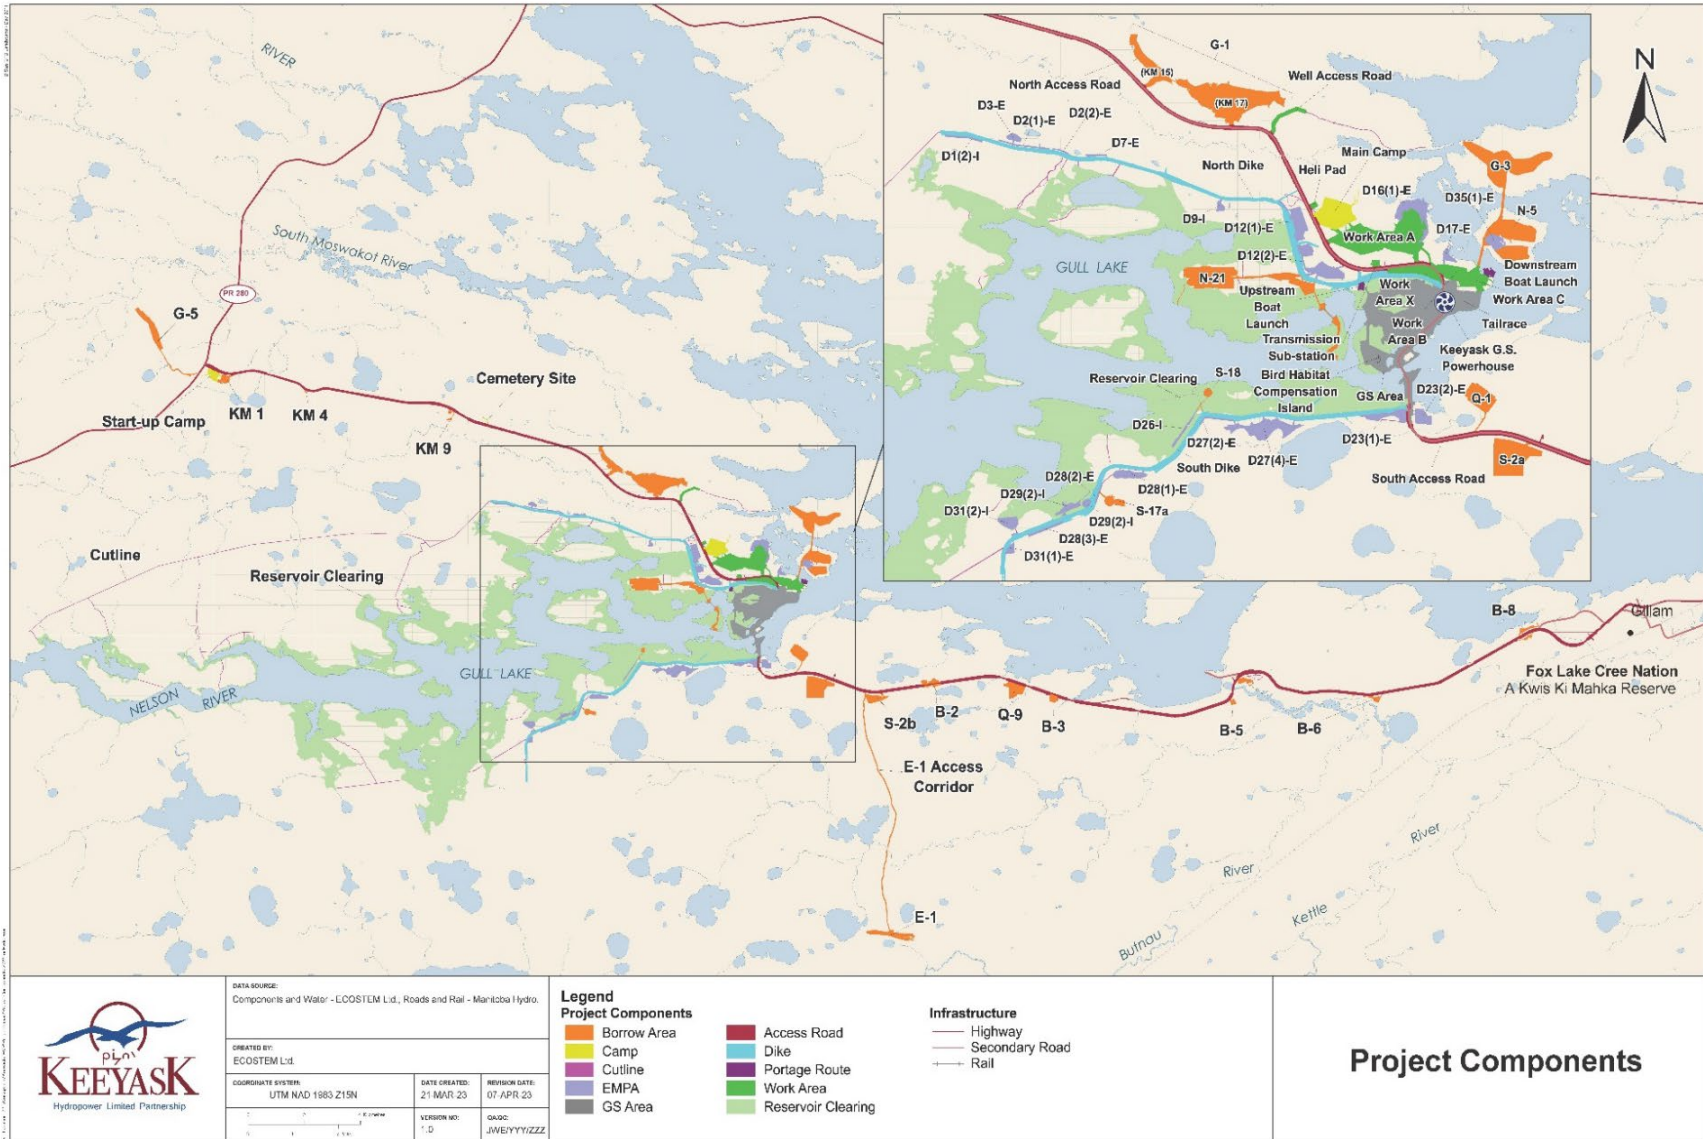 RIVER
South Moswakot River
PR 280
G-5
Start-up Camp
KM 1
KM 4
KM 9
Cemetery Site
Cutline
Reservoir Clearing
NELSON
RIVER
GULL LAKE
S-2b
B-2
Q-9
B-3
B-5
B-6
B-8
Gillam
Fox Lake Cree Nation
A Kwis Ki Mahka Reserve
E-1 Access
Corridor
E-1
Butnau
River
Kettle
River
N
G-1
(KM 15)
(KM 17)
North Access Road
Well Access Road
D3-E
D2(1)-E
D2(2)-E
D7-E
D1(2)-I
North Dike
Main Camp
Heli Pad
D16(1)-E
G-3
D35(1)-E
N-5
D17-E
D9-I
D12(1)-E
D12(2)-E
Work Area A
GULL LAKE
N-21
Upstream
Boat
Launch
Work
Area X
Downstream
Boat Launch
Work Area C
Tailrace
Work
Area B
Transmission
Sub-station
Keeyask G.S.
Powerhouse
Reservoir Clearing
S-18
Bird Habitat
Compensation
Island
GS Area
D23(2)-E
Q-1
D26-I
D27(2)-E
D27(4)-E
D23(1)-E
South Dike
South Access Road
S-2a
D28(2)-E
D28(1)-E
D29(2)-I
D31(2)-I
S-17a
D29(2)-I
D28(3)-E
D31(1)-E
KEEYASK
Hydropower Limited Partnership
DATA SOURCE:
Components and Water - ECOSTEM Ltd., Roads and Rail - Manitoba Hydro.
CREATED BY:
ECOSTEM Ltd.
COORDINATE SYSTEM:
UTM NAD 1983 Z15N
DATE CREATED:
21-MAR-23
REVISION DATE:
07-APR-23
VERSION NO:
1.0
QA/QC:
JWE/YYY/ZZZ
Legend
Project Components
Borrow Area
Camp
Cutline
EMPA
GS Area
Access Road
Dike
Portage Route
Work Area
Reservoir Clearing
Infrastructure
Highway
Secondary Road
Rail
Project Components